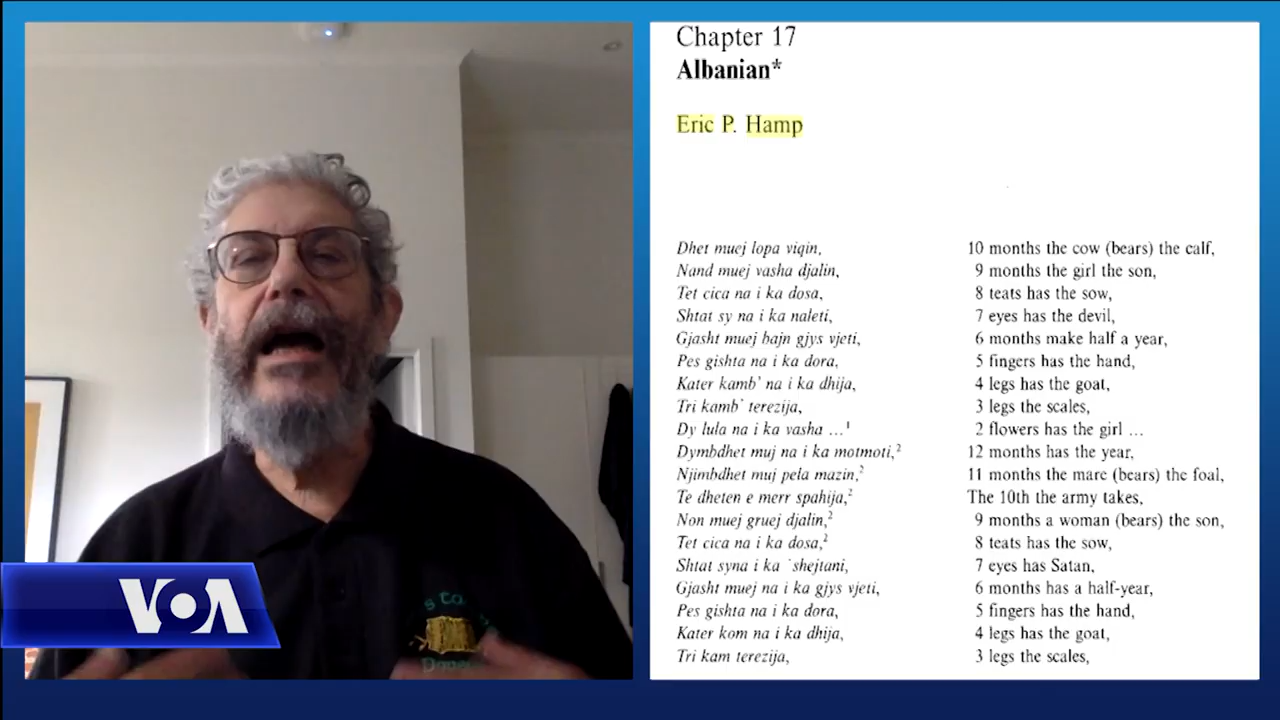 Chapter 17
Albanian*
Eric P. Hamp
Dhet muej lopa viqin, 10 months the cow (bears) the calf,
Nand muej vasha djalin, 9 months the girl the son,
Tet cica na i ka dosa, 8 teats has the sow,
Shtat sy na i ka naleti, 7 eyes has the devil,
Gjasht muej bajn gjys vjeti, 6 months make half a year,
Pes gishta na i ka dora, 5 fingers has the hand,
Kater kamb' na i ka dhija, 4 legs has the goat,
Tri kamb' terezija, 3 legs the scales,
Dy lula na i ka vasha ...¹ 2 flowers has the girl ...
Dymbdhet muj na i ka motmoti,² 12 months has the year,
Njimbdhet muj pela mazin,² 11 months the mare (bears) the foal,
Te dheten e merr spahija,² The 10th the army takes,
Non muej gruej djalin,² 9 months a woman (bears) the son,
Tet cica na i ka dosa,² 8 teats has the sow,
Shtat syna i ka shejtani, 7 eyes has Satan,
Gjasht muej na i ka gjys vjeti, 6 months has a half-year,
Pes gishta na i ka dora, 5 fingers has the hand,
Kater kom na i ka dhija, 4 legs has the goat,
Tri kam terezija, 3 legs the scales,
VOA